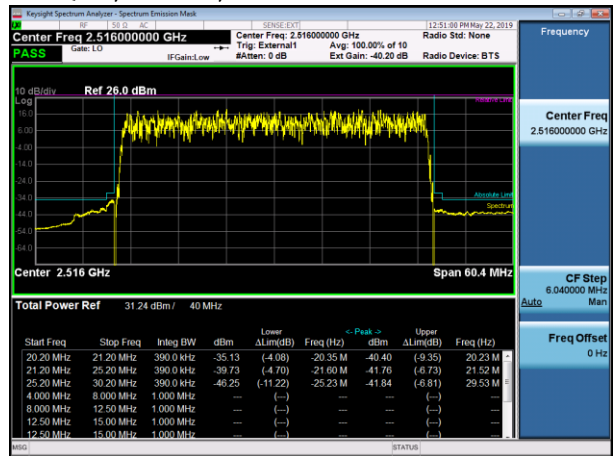 Keysight Spectrum Analyzer - Spectrum Emission Mask
RF 50 Ω AC SENSE:EXT 12:51:00 PM May 22, 2019
Center Freq 2.516000000 GHz Center Freq: 2.516000000 GHz Radio Std: None
PASS Gate: LO IFGain:Low Trig: External1 Avg: 100.00% of 10
#Atten: 0 dB Ext Gain: -40.20 dB Radio Device: BTS
10 dB/div Ref 26.0 dBm
Log
Relative Limit
16.0
6.00
-4.00
-14.0
-24.0
-34.0
Absolute Limit
Spectrum
-44.0
-54.0
-64.0
Center 2.516 GHz Span 60.4 MHz
Total Power Ref 31.24 dBm / 40 MHz
Lower <- Peak -> Upper
Start Freq Stop Freq Integ BW dBm ΔLim(dB) Freq (Hz) dBm ΔLim(dB) Freq (Hz)
20.20 MHz 21.20 MHz 390.0 kHz -35.13 (-4.08) -20.35 M -40.40 (-9.35) 20.23 M
21.20 MHz 25.20 MHz 390.0 kHz -39.73 (-4.70) -21.60 M -41.76 (-6.73) 21.52 M
25.20 MHz 30.20 MHz 390.0 kHz -46.25 (-11.22) -25.23 M -41.84 (-6.81) 29.53 M
4.000 MHz 8.000 MHz 1.000 MHz --- (---) --- --- (---) ---
8.000 MHz 12.50 MHz 1.000 MHz --- (---) --- --- (---) ---
12.50 MHz 15.00 MHz 1.000 MHz --- (---) --- --- (---) ---
12.50 MHz 15.00 MHz 1.000 MHz --- (---) --- --- (---) ---
MSG STATUS
Frequency
Center Freq
2.516000000 GHz
CF Step
6.040000 MHz
Auto Man
Freq Offset
0 Hz